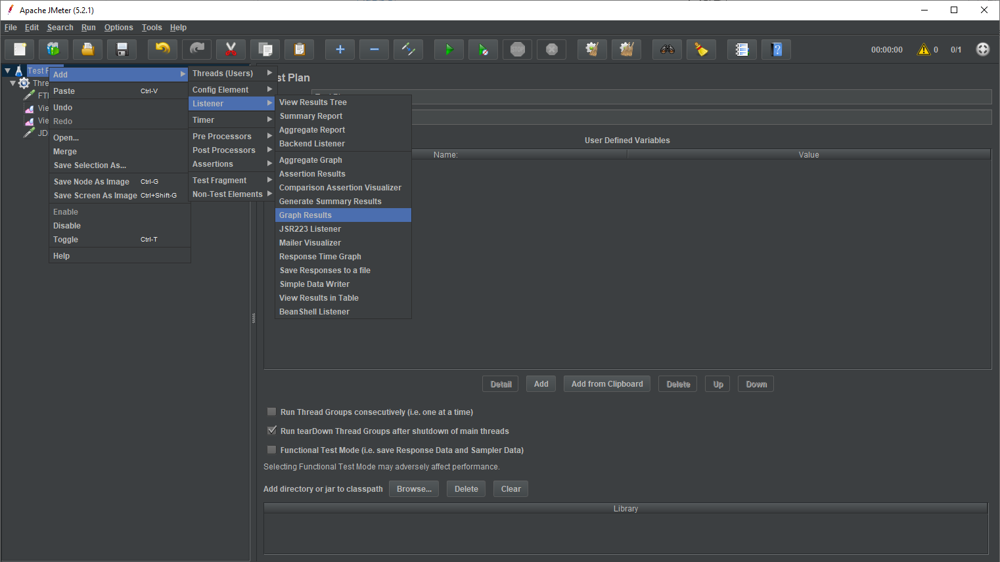 Apache JMeter (5.2.1)
File Edit Search Run Options Tools Help
STOP
00:00:00 0 0/1
Test P
Thre
FTI
Vie
Vie
JD
Add
Paste Ctrl-V
Undo
Redo
Open...
Merge
Save Selection As...
Save Node As Image Ctrl-G
Save Screen As Image Ctrl+Shift-G
Enable
Disable
Toggle Ctrl-T
Help
Threads (Users)
Config Element
Listener
Timer
Pre Processors
Post Processors
Assertions
Test Fragment
Non-Test Elements
View Results Tree
Summary Report
Aggregate Report
Backend Listener
Aggregate Graph
Assertion Results
Comparison Assertion Visualizer
Generate Summary Results
Graph Results
JSR223 Listener
Mailer Visualizer
Response Time Graph
Save Responses to a file
Simple Data Writer
View Results in Table
BeanShell Listener
st Plan
User Defined Variables
Name: Value
Detail Add Add from Clipboard Delete Up Down
Run Thread Groups consecutively (i.e. one at a time)
Run tearDown Thread Groups after shutdown of main threads
Functional Test Mode (i.e. save Response Data and Sampler Data)
Selecting Functional Test Mode may adversely affect performance.
Add directory or jar to classpath Browse... Delete Clear
Library